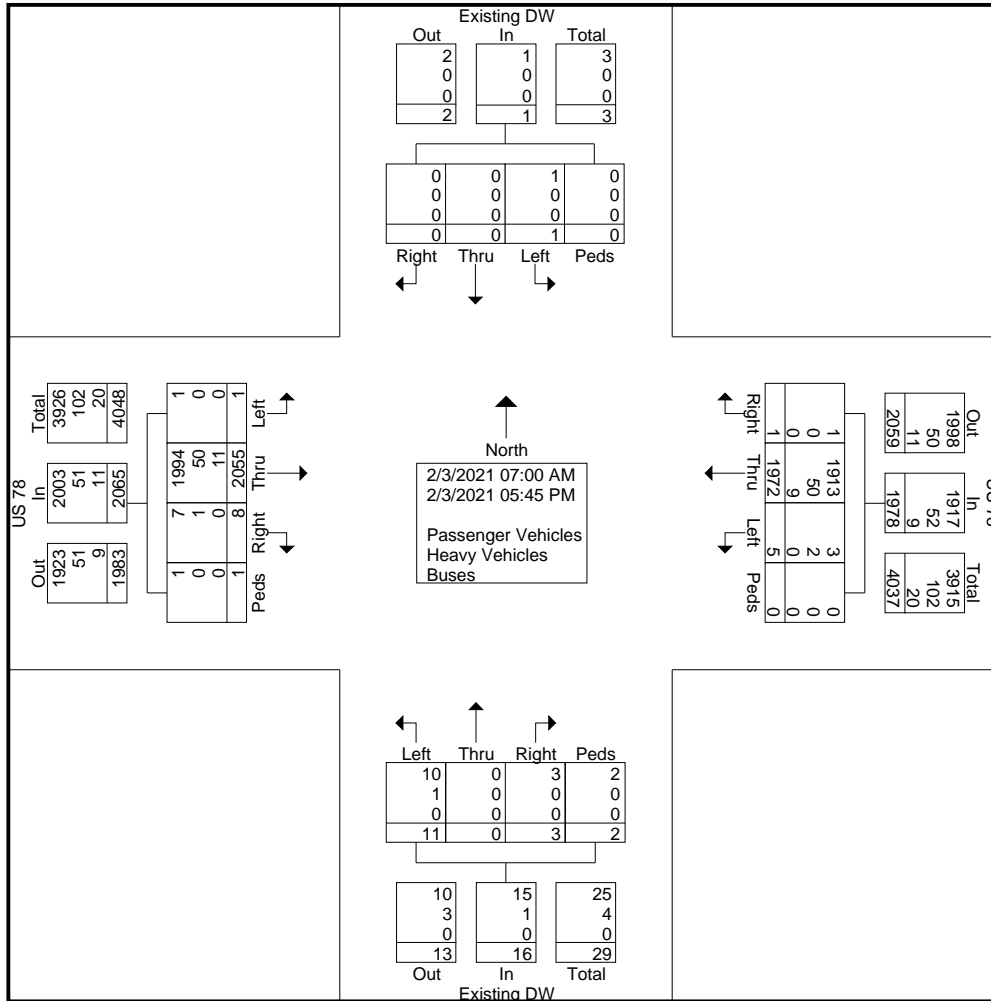 Existing DW
Out In Total
2 1 3
0 0 0
0 0 0
2 1 3
0 0 1 0
0 0 0 0
0 0 0 0
0 0 1 0
Right Thru Left Peds
US 78
Total In Out
3926 2003 1923
102 51 51
20 11 9
4048 2065 1983
1 1994 7 1
0 50 1 0
0 11 0 0
1 2055 8 1
Left Thru Right Peds
North
2/3/2021 07:00 AM
2/3/2021 05:45 PM
Passenger Vehicles
Heavy Vehicles
Buses
Right Thru Left Peds
1 1913 3 0
0 50 2 0
0 9 0 0
1 1972 5 0
Out In Total
1998 1917 3915
50 52 102
11 9 20
2059 1978 4037
Left Thru Right Peds
10 0 3 2
1 0 0 0
0 0 0 0
11 0 3 2
10 15 25
3 1 4
0 0 0
13 16 29
Out In Total
Existing DW